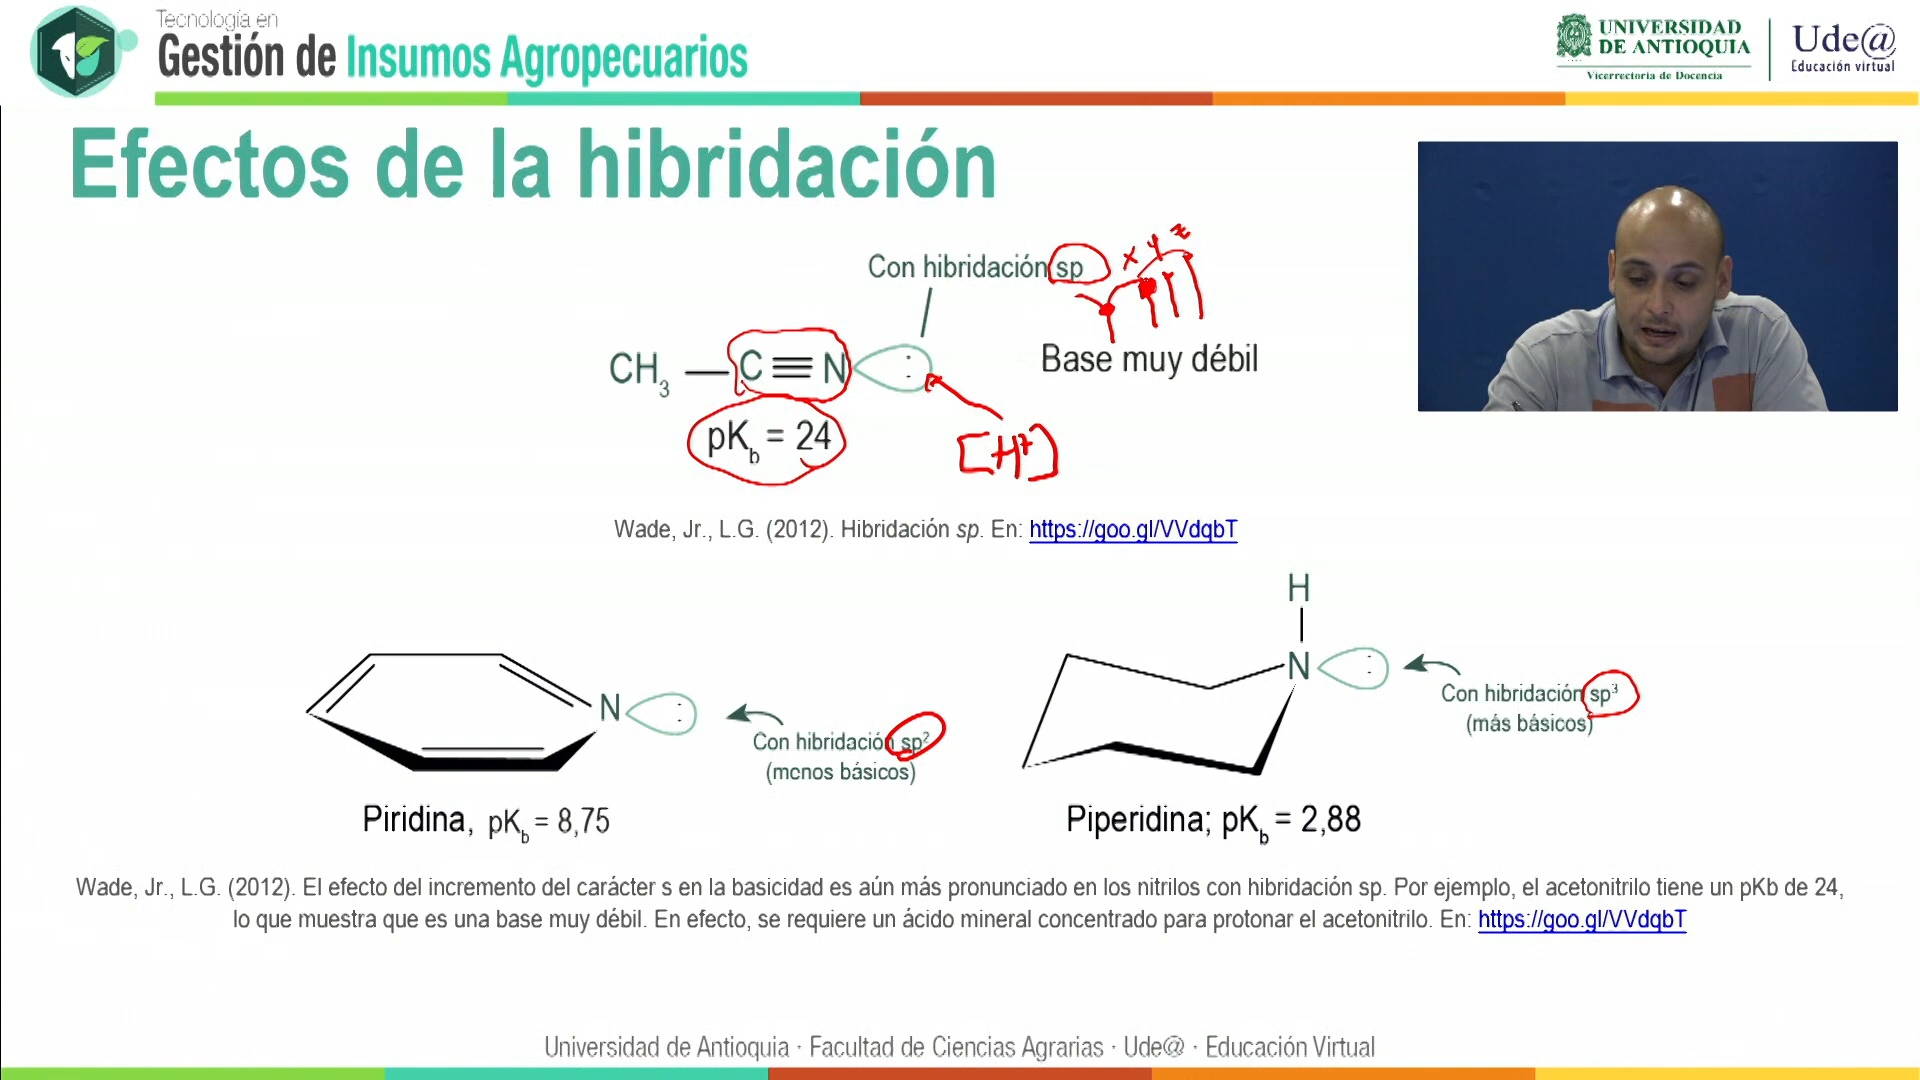 Tecnología en
Gestión de Insumos Agropecuarios
UNIVERSIDAD
DE ANTIOQUIA
Vicerrectoría de Docencia
Ude@
Educación virtual
Efectos de la hibridación
Con hibridación sp
x y z
CH3 — C ≡ N :
Base muy débil
pKb = 24
[H+]
Wade, Jr., L.G. (2012). Hibridación sp. En: https://goo.gl/VVdqbT
H
N :
Con hibridación sp³
(más básicos)
N :
Con hibridación sp²
(menos básicos)
Piridina, pKb = 8,75
Piperidina; pKb = 2,88
Wade, Jr., L.G. (2012). El efecto del incremento del carácter s en la basicidad es aún más pronunciado en los nitrilos con hibridación sp. Por ejemplo, el acetonitrilo tiene un pKb de 24,
lo que muestra que es una base muy débil. En efecto, se requiere un ácido mineral concentrado para protonar el acetonitrilo. En: https://goo.gl/VVdqbT
Universidad de Antioquia · Facultad de Ciencias Agrarias · Ude@ · Educación Virtual